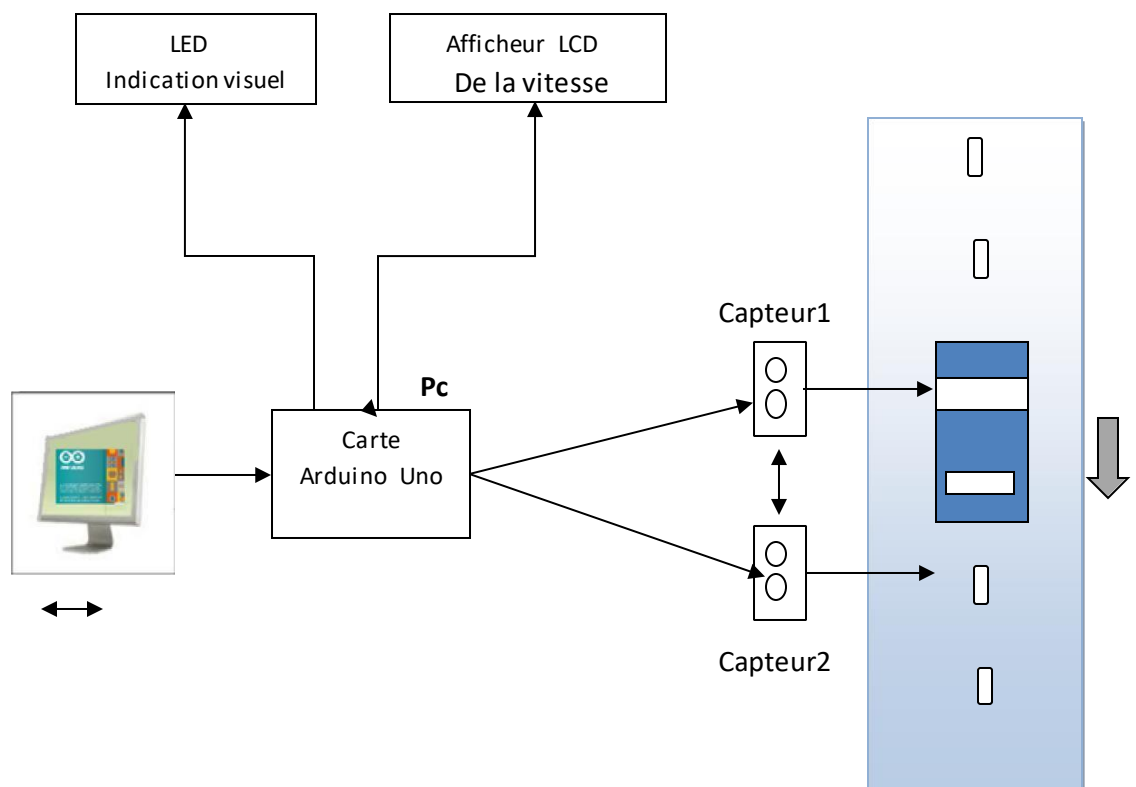 LED
Indication visuel
Afficheur LCD
De la vitesse
Capteur1
Pc
Carte
Arduino Uno
Capteur2